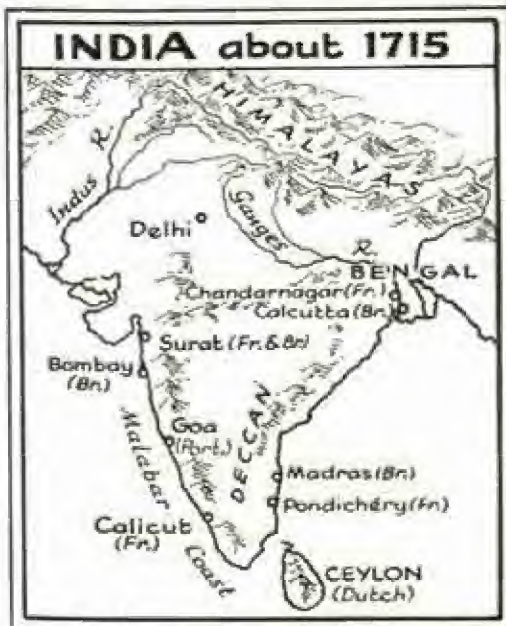 INDIA about 1715
HIMALAYAS
Indus R.
Delhi
Ganges R.
BENGAL
Chandarnagar (Fr.)
Calcutta (Br.)
Surat (Fr. & Br.)
Bombay
(Br.)
Goa
(Port.)
DECCAN
Malabar Coast
Madras (Br.)
Pondichéry (Fr.)
Calicut
(Fr.)
CEYLON
(Dutch)